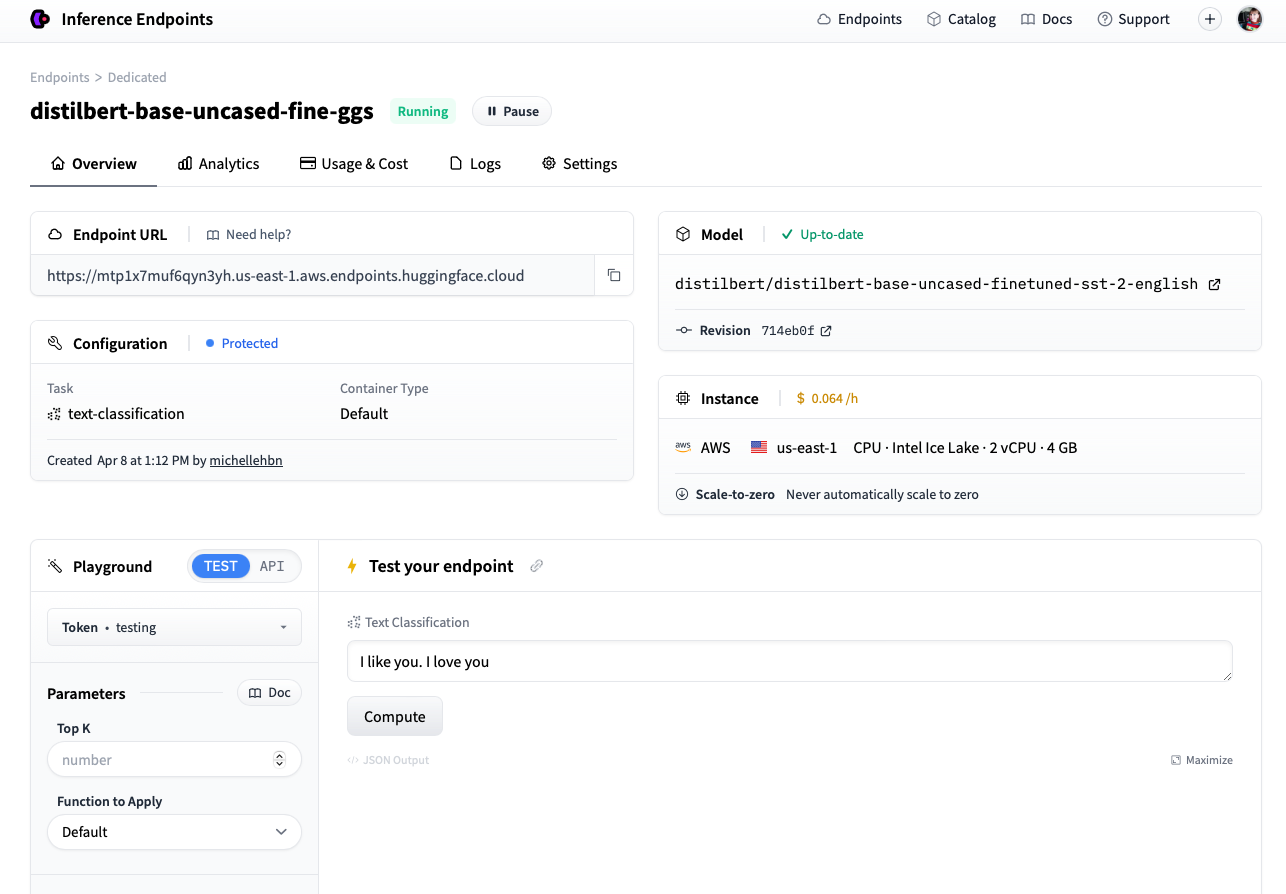 Inference Endpoints
Endpoints Catalog Docs Support
Endpoints > Dedicated
distilbert-base-uncased-fine-ggs Running Pause
Overview Analytics Usage & Cost Logs Settings
Endpoint URL Need help?
https://mtp1x7muf6qyn3yh.us-east-1.aws.endpoints.huggingface.cloud
Model Up-to-date
distilbert/distilbert-base-uncased-finetuned-sst-2-english
Revision 714eb0f
Configuration Protected
Task Container Type
text-classification Default
Created Apr 8 at 1:12 PM by michellehbn
Instance $ 0.064 /h
aws AWS us-east-1 CPU · Intel Ice Lake · 2 vCPU · 4 GB
Scale-to-zero Never automatically scale to zero
Playground TEST API
Token • testing
Parameters Doc
Top K
number
Function to Apply
Default
Test your endpoint
Text Classification
I like you. I love you
Compute
</> JSON Output Maximize